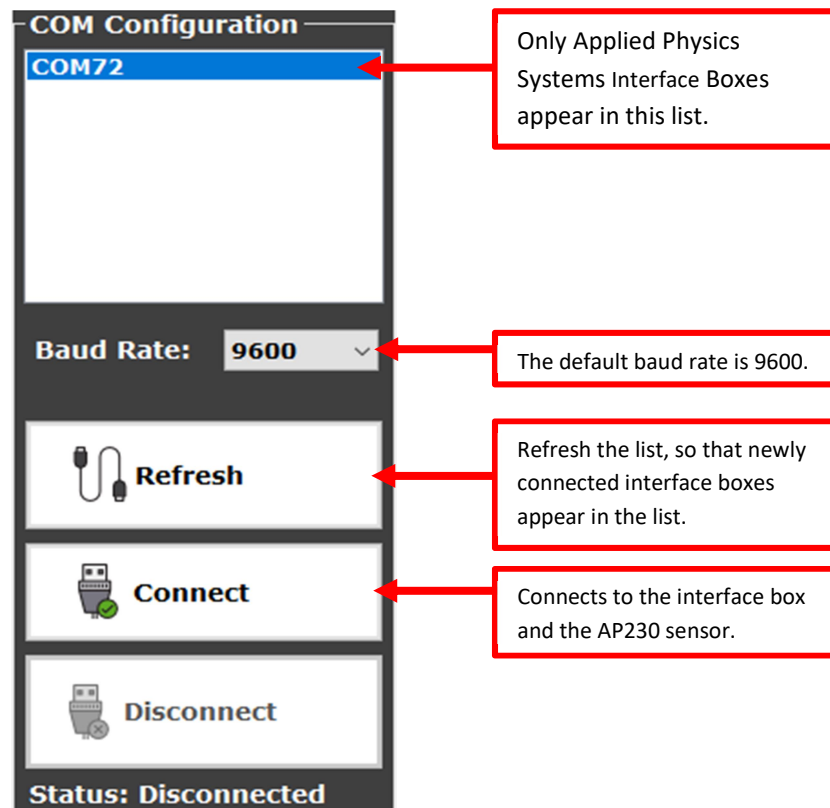 COM Configuration
COM72
Only Applied Physics
Systems Interface Boxes
appear in this list.
Baud Rate: 9600
The default baud rate is 9600.
Refresh
Refresh the list, so that newly
connected interface boxes
appear in the list.
Connect
Connects to the interface box
and the AP230 sensor.
Disconnect
Status: Disconnected